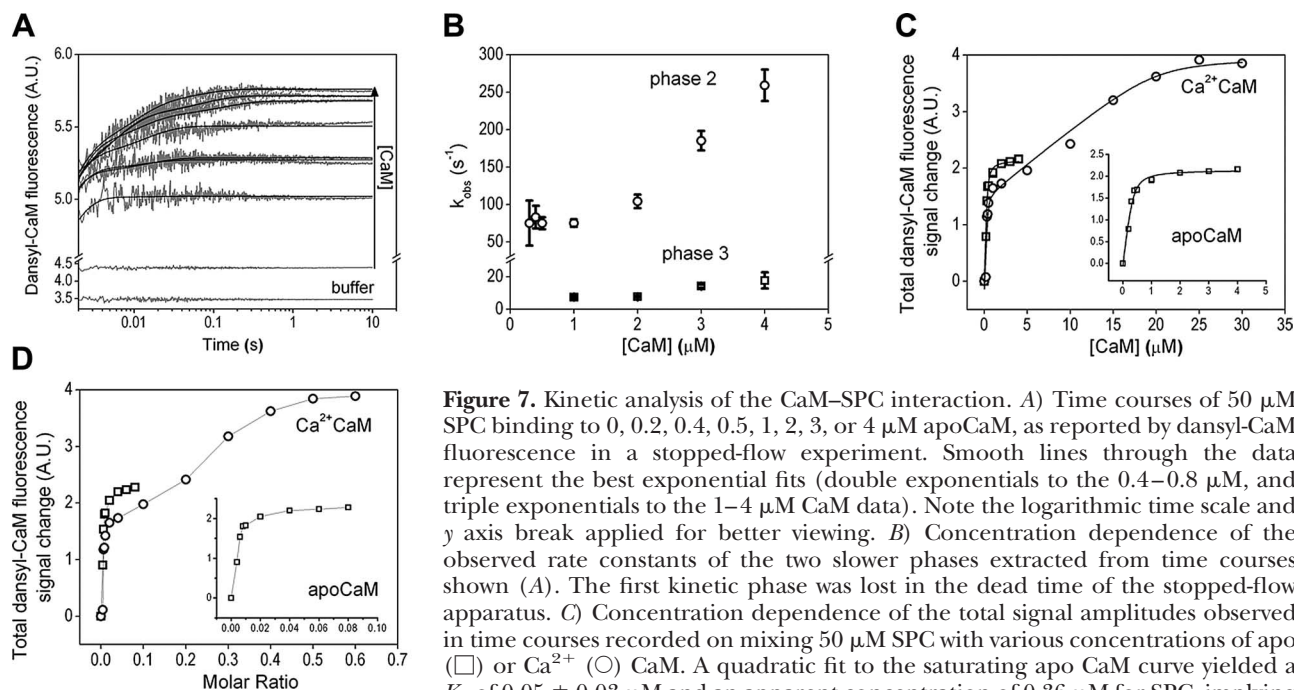 A
Dansyl-CaM fluorescence (A.U.)
6.0
5.5
5.0
4.5
4.0
3.5
[CaM]
buffer
0.01
0.1
1
10
Time (s)
B
k_obs (s⁻¹)
300
250
200
150
100
50
20
10
0
phase 2
phase 3
0
1
2
3
4
5
[CaM] (μM)
C
Total dansyl-CaM fluorescence
signal change (A.U.)
4
3
2
1
0
Ca²⁺CaM
2.0
1.5
1.0
0.5
0.0
apoCaM
0 1 2 3 4 5
0 5 10 15 20 25 30 35
[CaM] (μM)
D
Total dansyl-CaM fluorescence
signal change (A.U.)
4
3
2
1
0
Ca²⁺CaM
2
1
0
apoCaM
0.00 0.02 0.04 0.06 0.08 0.10
0.0 0.1 0.2 0.3 0.4 0.5 0.6 0.7
Molar Ratio
Figure 7. Kinetic analysis of the CaM–SPC interaction. A) Time courses of 50 μM
SPC binding to 0, 0.2, 0.4, 0.5, 1, 2, 3, or 4 μM apoCaM, as reported by dansyl-CaM
fluorescence in a stopped-flow experiment. Smooth lines through the data
represent the best exponential fits (double exponentials to the 0.4–0.8 μM, and
triple exponentials to the 1–4 μM CaM data). Note the logarithmic time scale and
y axis break applied for better viewing. B) Concentration dependence of the
observed rate constants of the two slower phases extracted from time courses
shown (A). The first kinetic phase was lost in the dead time of the stopped-flow
apparatus. C) Concentration dependence of the total signal amplitudes observed
in time courses recorded on mixing 50 μM SPC with various concentrations of apo
(□) or Ca²⁺ (○) CaM. A quadratic fit to the saturating apo CaM curve yielded a